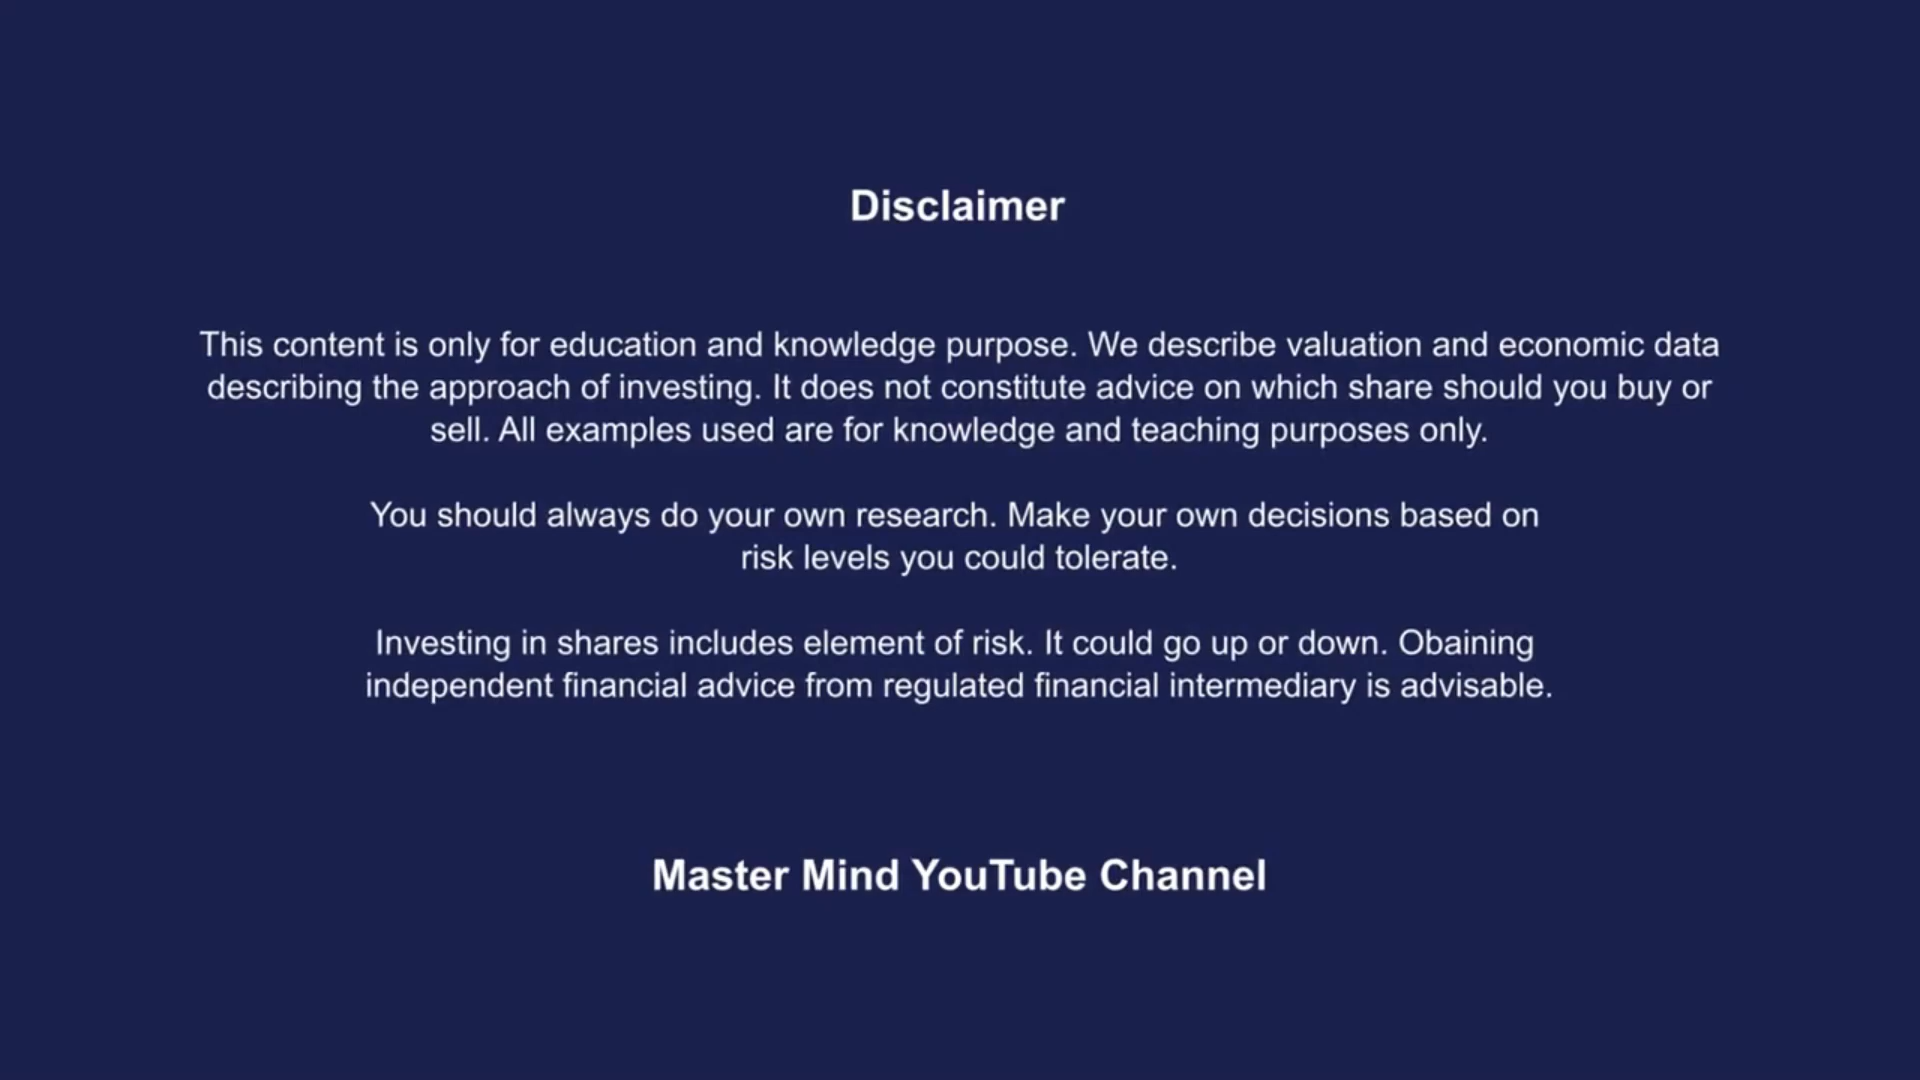 Disclaimer
This content is only for education and knowledge purpose. We describe valuation and economic data
describing the approach of investing. It does not constitute advice on which share should you buy or
sell. All examples used are for knowledge and teaching purposes only.
You should always do your own research. Make your own decisions based on
risk levels you could tolerate.
Investing in shares includes element of risk. It could go up or down. Obaining
independent financial advice from regulated financial intermediary is advisable.
Master Mind YouTube Channel